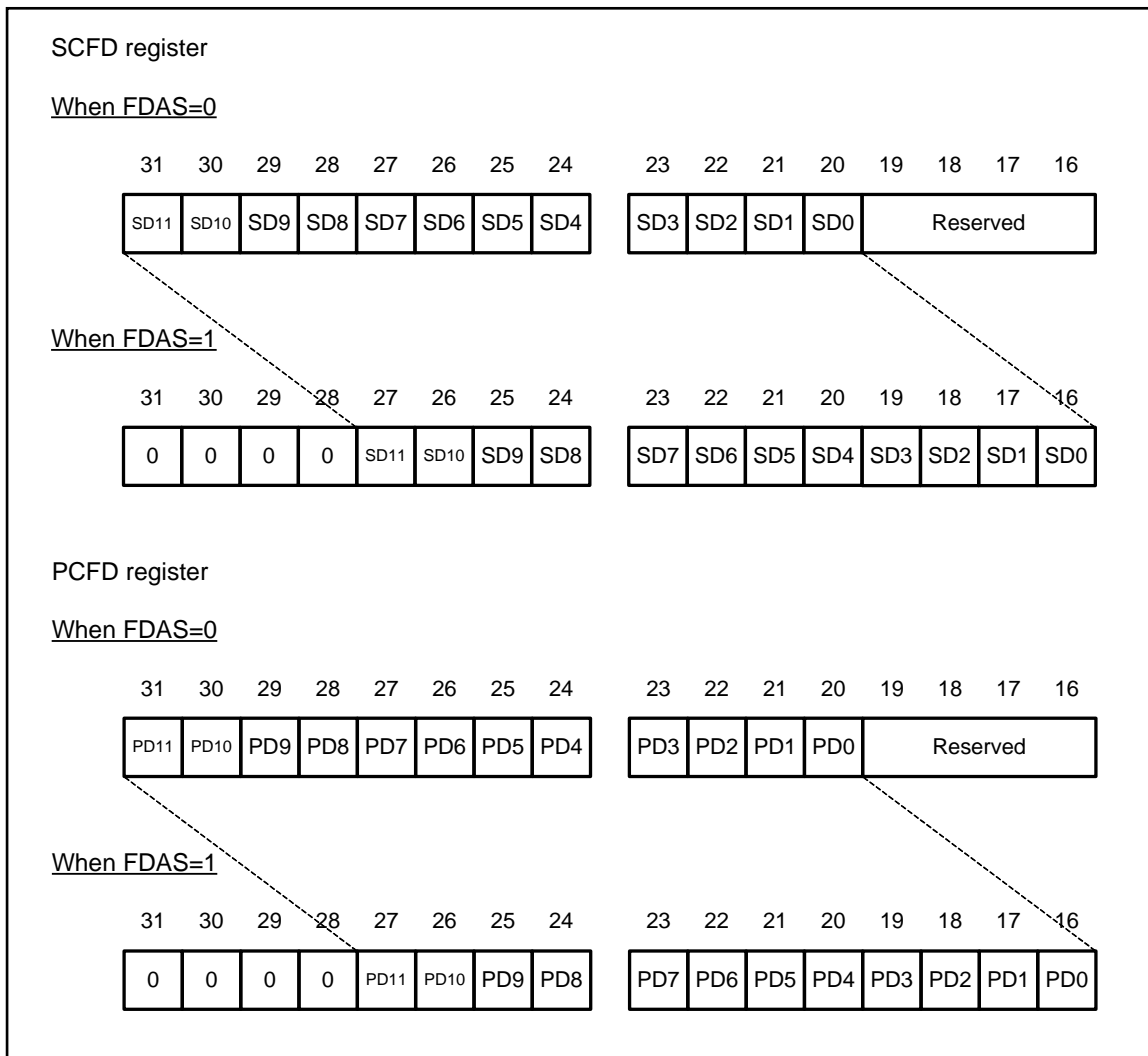 SCFD register
When FDAS=0
31 30 29 28 27 26 25 24 23 22 21 20 19 18 17 16
SD11 SD10 SD9 SD8 SD7 SD6 SD5 SD4 SD3 SD2 SD1 SD0 Reserved
When FDAS=1
31 30 29 28 27 26 25 24 23 22 21 20 19 18 17 16
0 0 0 0 SD11 SD10 SD9 SD8 SD7 SD6 SD5 SD4 SD3 SD2 SD1 SD0
PCFD register
When FDAS=0
31 30 29 28 27 26 25 24 23 22 21 20 19 18 17 16
PD11 PD10 PD9 PD8 PD7 PD6 PD5 PD4 PD3 PD2 PD1 PD0 Reserved
When FDAS=1
31 30 29 28 27 26 25 24 23 22 21 20 19 18 17 16
0 0 0 0 PD11 PD10 PD9 PD8 PD7 PD6 PD5 PD4 PD3 PD2 PD1 PD0